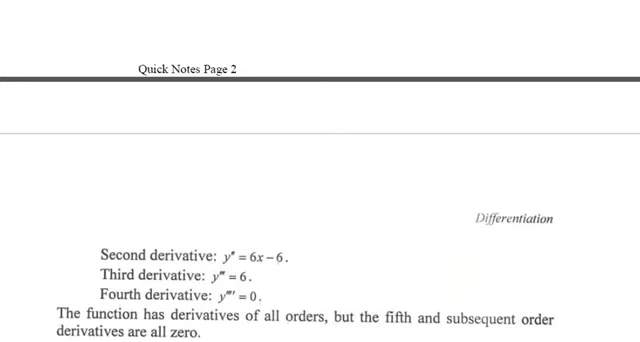 Quick Notes Page 2
Differentiation
Second derivative: y″ = 6x − 6.
Third derivative: y‴ = 6.
Fourth derivative: y‴′ = 0.
The function has derivatives of all orders, but the fifth and subsequent order
derivatives are all zero.